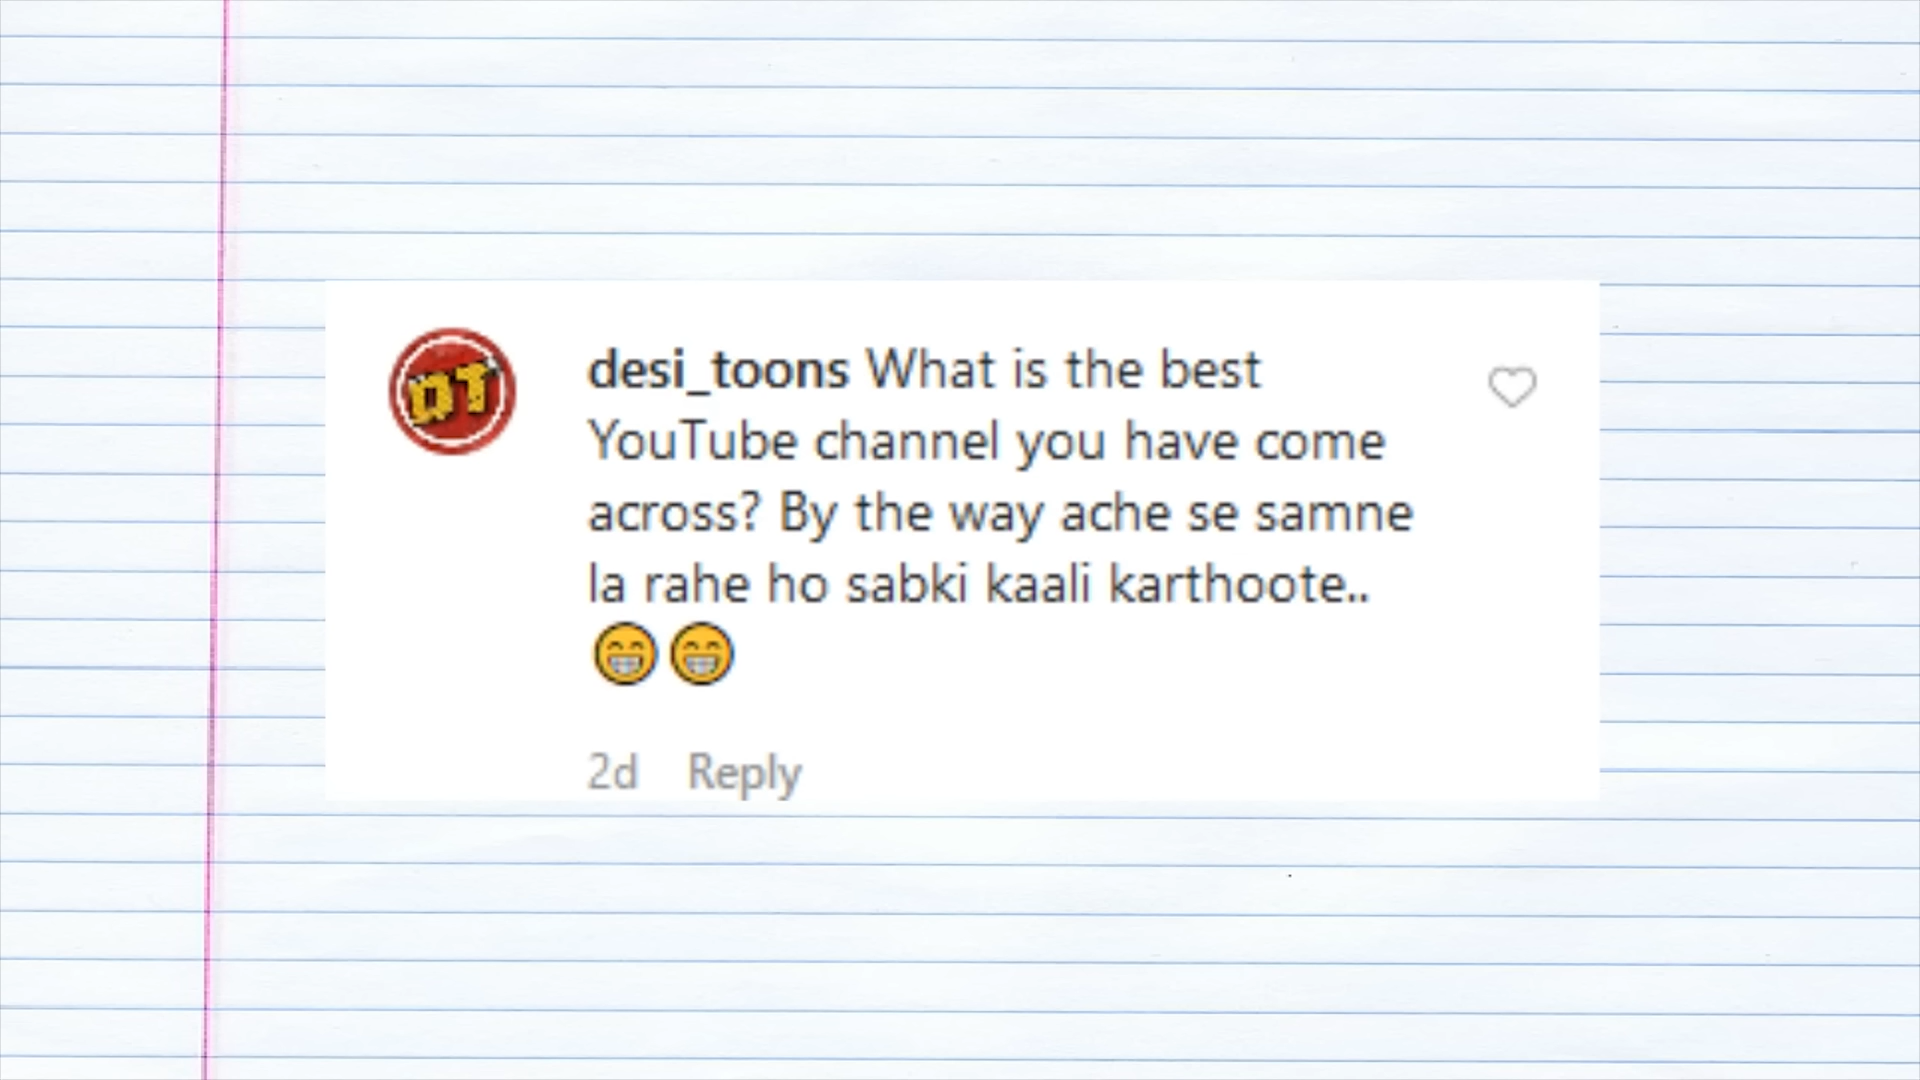 DT
desi_toons What is the best
YouTube channel you have come
across? By the way ache se samne
la rahe ho sabki kaali karthoote..
😁😁
2d Reply